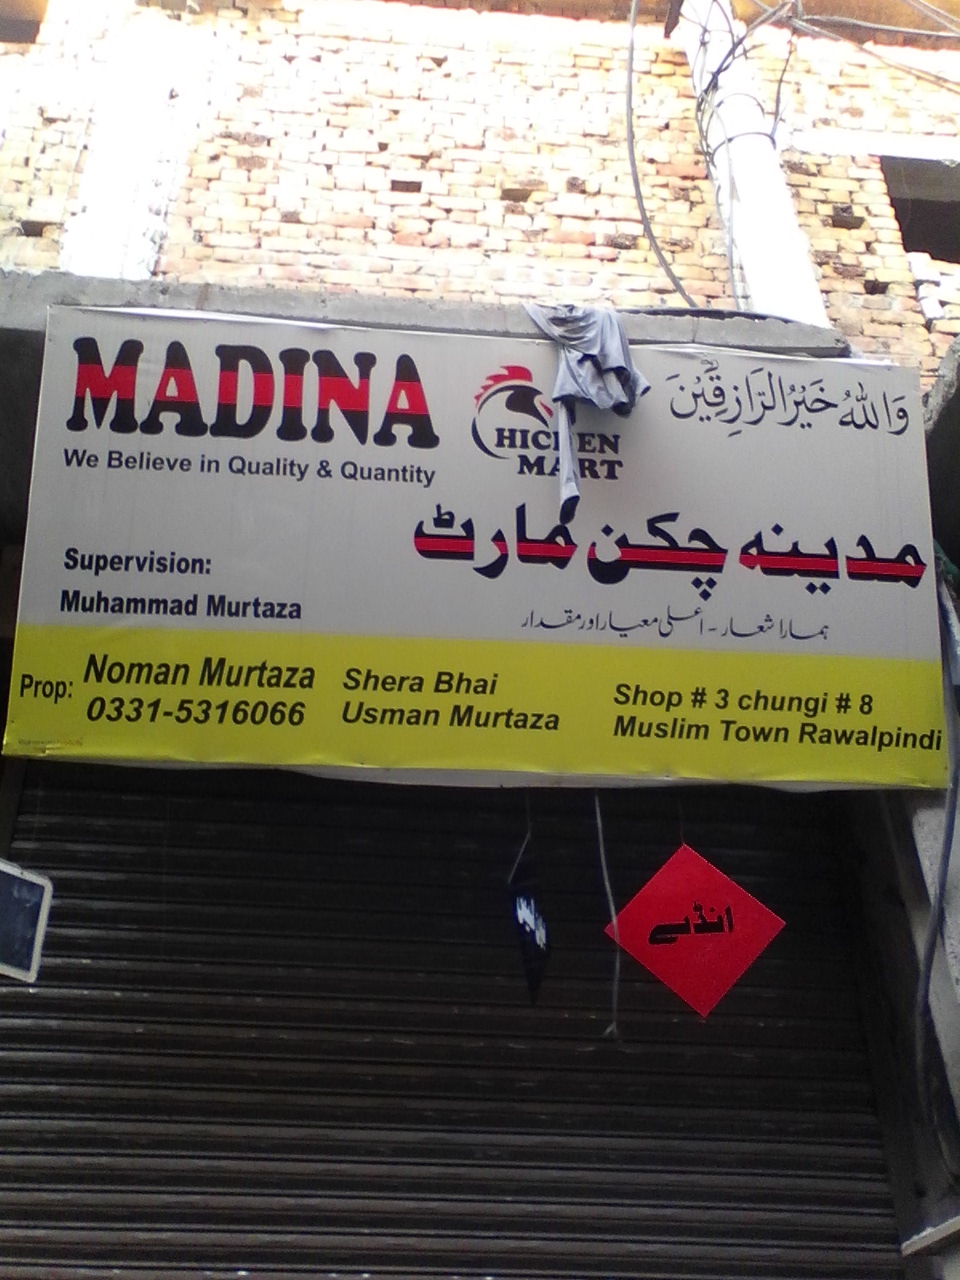 MADINA
We Believe in Quality & Quantity
CHICKEN
MART
وَاللّٰهُ خَيْرُ الرَّازِقِيْنَ
مدینہ چکن مارٹ
ہمارا شعار - اعلی معیار اور مقدار
Supervision:
Muhammad Murtaza
Prop: Noman Murtaza
0331-5316066
Shera Bhai
Usman Murtaza
Shop # 3 chungi # 8
Muslim Town Rawalpindi
انڈے